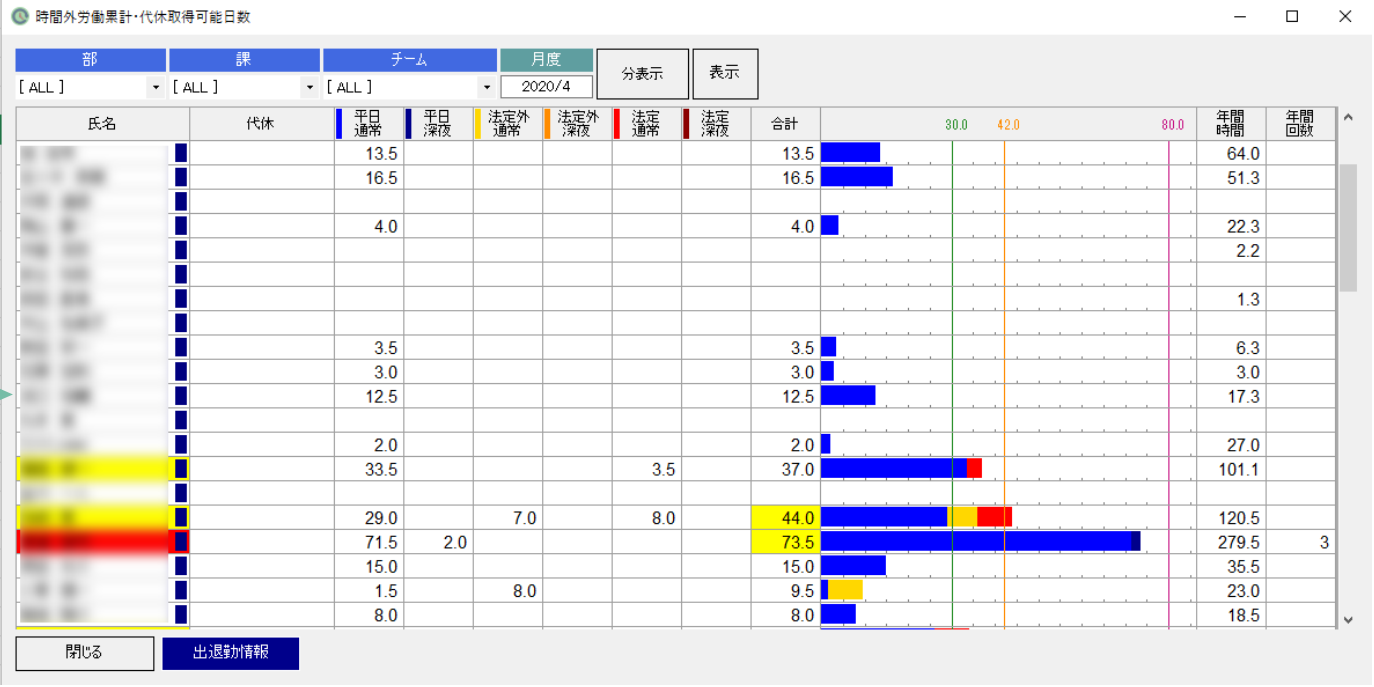 時間外労働累計・代休取得可能日数
部 課 チーム 月度
[ ALL ] [ ALL ] [ ALL ] 2020/4 分表示 表示
氏名 代休 平日通常 平日深夜 法定外通常 法定外深夜 法定通常 法定深夜 合計 30.0 42.0 80.0 年間時間 年間回数
13.5 13.5 64.0
16.5 16.5 51.3
4.0 4.0 22.3
2.2
1.3
3.5 3.5 6.3
3.0 3.0 3.0
12.5 12.5 17.3
2.0 2.0 27.0
33.5 3.5 37.0 101.1
29.0 7.0 8.0 44.0 120.5
71.5 2.0 73.5 279.5 3
15.0 15.0 35.5
1.5 8.0 9.5 23.0
8.0 8.0 18.5
閉じる 出退勤情報